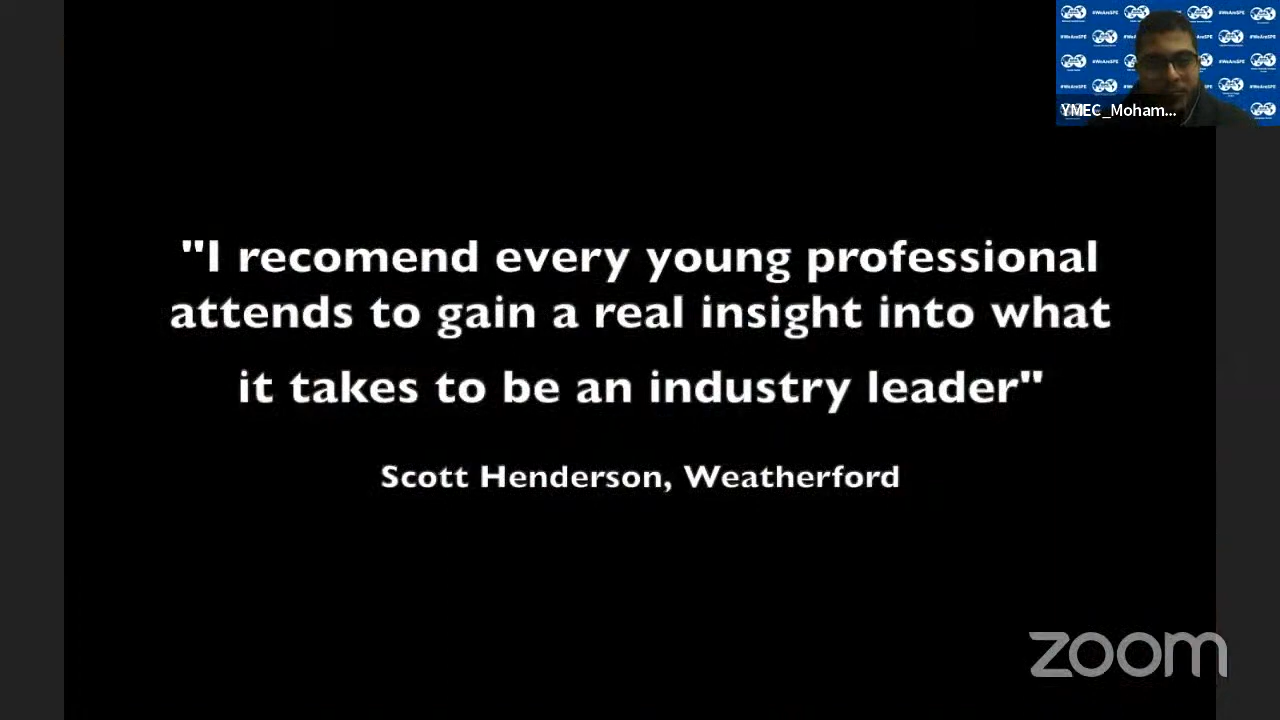 #WeAreSPE
YMEC_Moham...
"I recomend every young professional
attends to gain a real insight into what
it takes to be an industry leader"
Scott Henderson, Weatherford
zoom